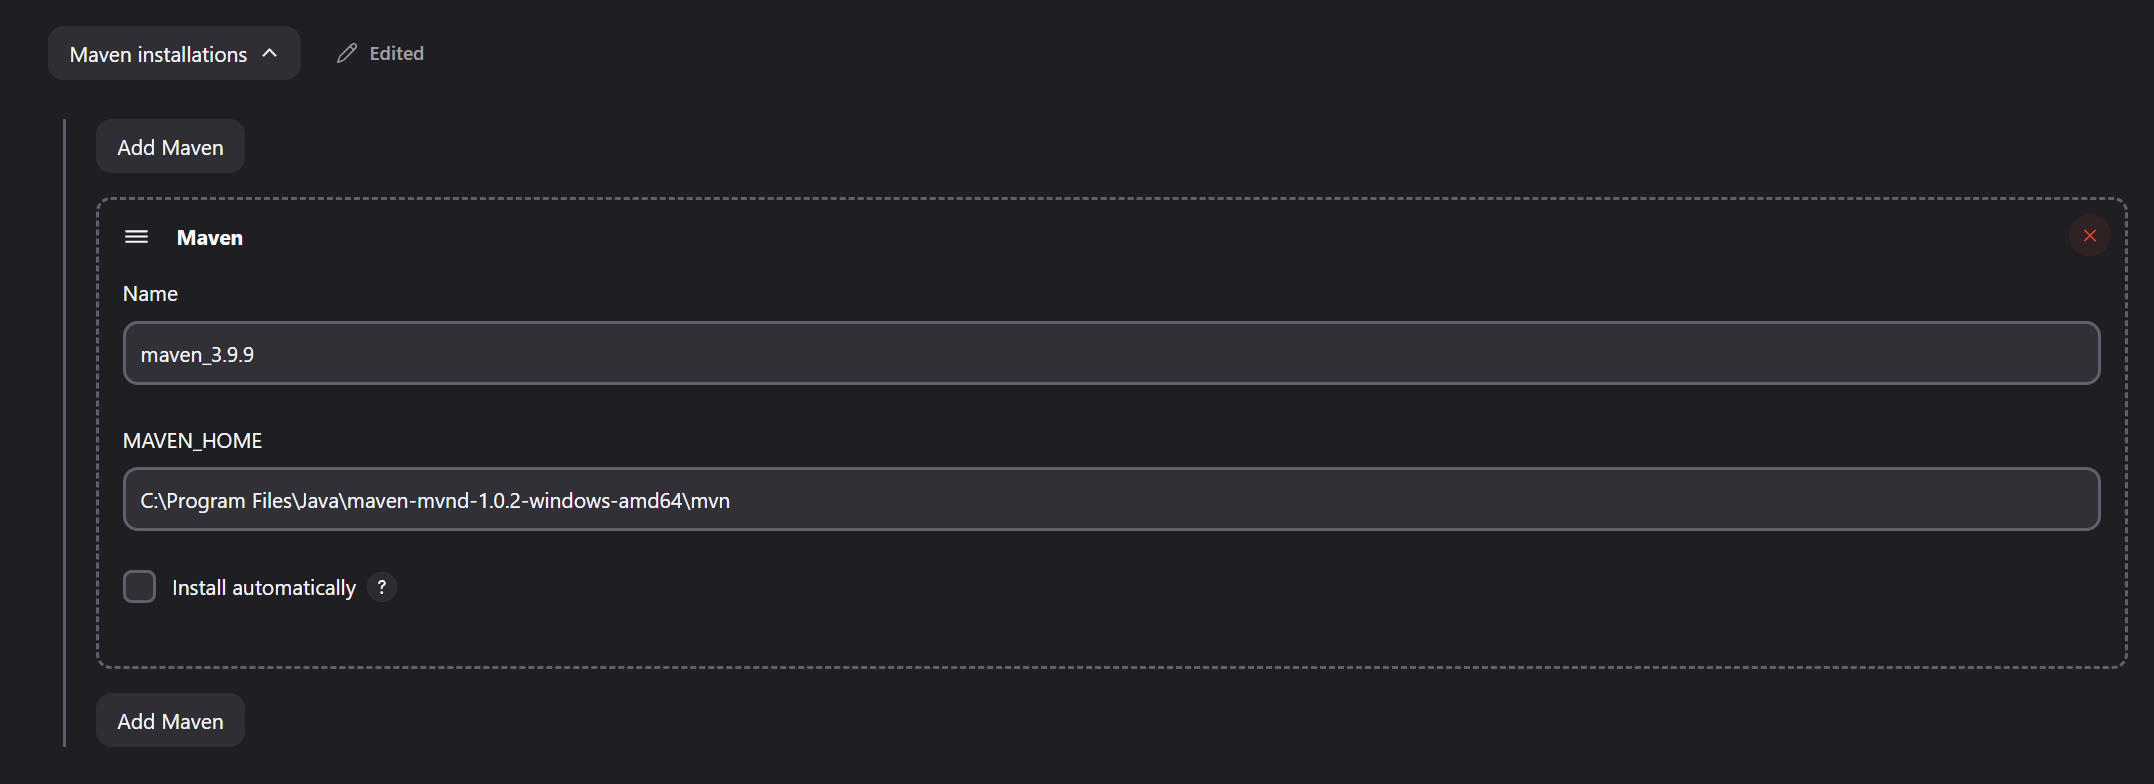 Maven installations
Edited
Add Maven
Maven
Name
maven_3.9.9
MAVEN_HOME
C:\Program Files\Java\maven-mvnd-1.0.2-windows-amd64\mvn
Install automatically ?
Add Maven